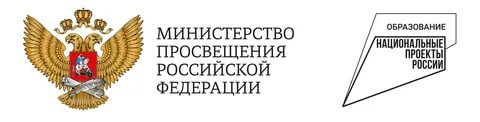 МИНИСТЕРСТВО
ПРОСВЕЩЕНИЯ
РОССИЙСКОЙ
ФЕДЕРАЦИИ
ОБРАЗОВАНИЕ
НАЦИОНАЛЬНЫЕ
ПРОЕКТЫ
РОССИИ